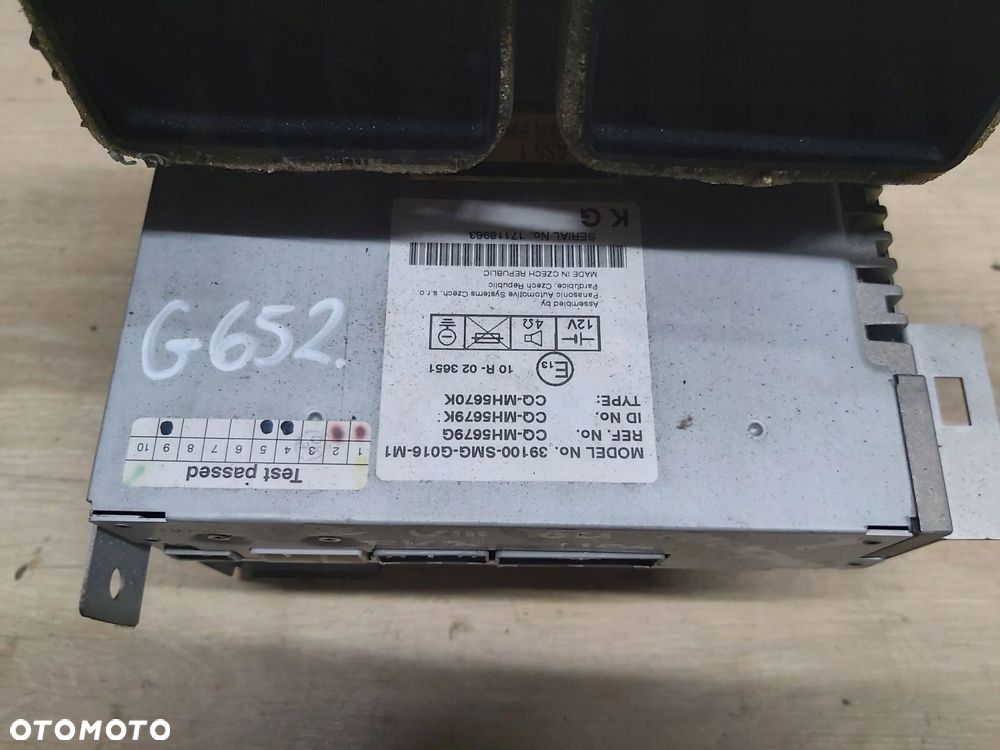 G652.
MODEL No. 39100-SMG-G016-M1
REF. No. CQ-MH5679G
ID No. CQ-MH5679K
TYPE: CQ-MH5670K
E13
10 R - 02 3651
12V 4Ω
Assembled by
Panasonic Automotive Systems Czech, s.r.o.
Pardubice, Czech Republic
MADE IN CZECH REPUBLIC
SERIAL No. 17118963
K G
Test passed
1 2 3 4 5 6 7 8 9 10
OTOMOTO